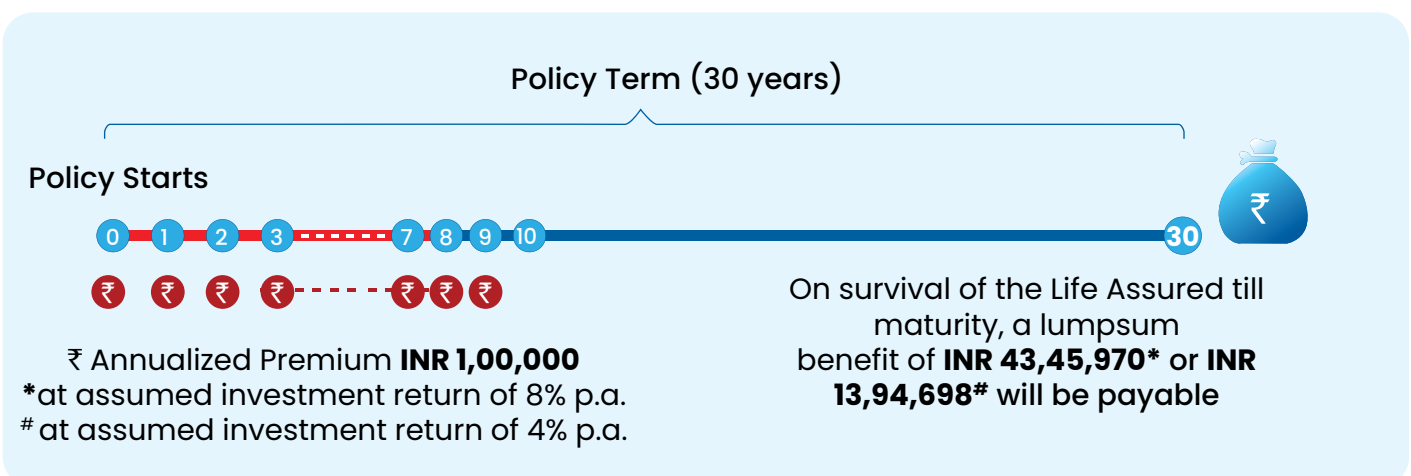 Policy Term (30 years)
Policy Starts
0 1 2 3 7 8 9 10 30
₹
₹ ₹ ₹ ₹ ₹ ₹ ₹
₹ Annualized Premium INR 1,00,000
*at assumed investment return of 8% p.a.
# at assumed investment return of 4% p.a.
On survival of the Life Assured till
maturity, a lumpsum
benefit of INR 43,45,970* or INR
13,94,698# will be payable